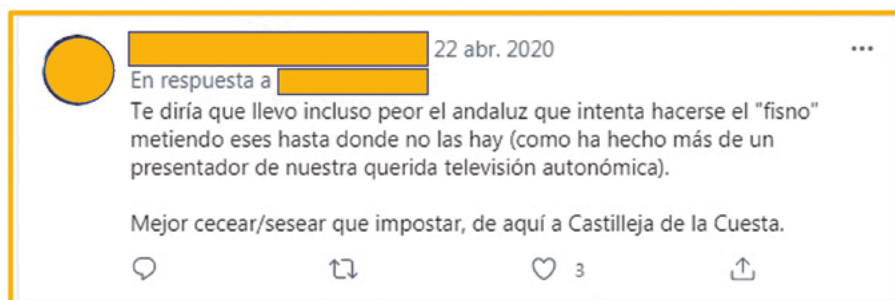 22 abr. 2020
En respuesta a
Te diría que llevo incluso peor el andaluz que intenta hacerse el "fisno"
metiendo eses hasta donde no las hay (como ha hecho más de un
presentador de nuestra querida televisión autonómica).
Mejor cecear/sesear que impostar, de aquí a Castilleja de la Cuesta.
3